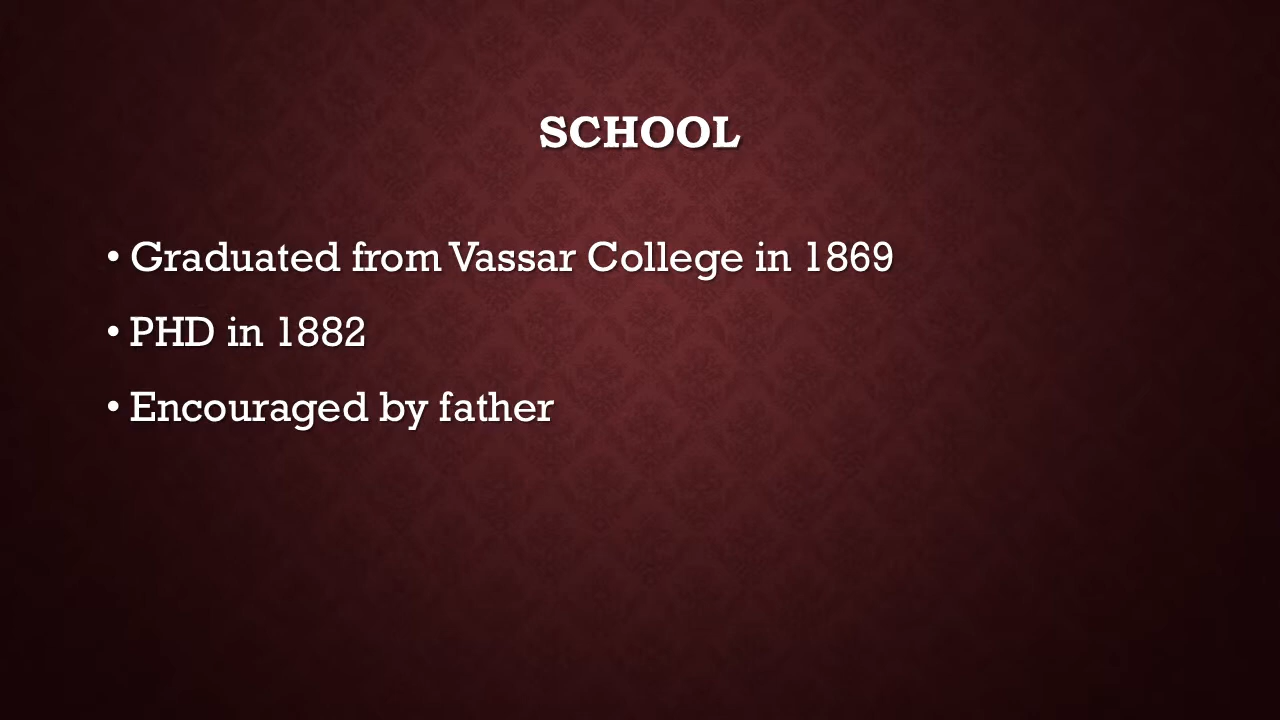 SCHOOL
• Graduated from Vassar College in 1869
• PHD in 1882
• Encouraged by father